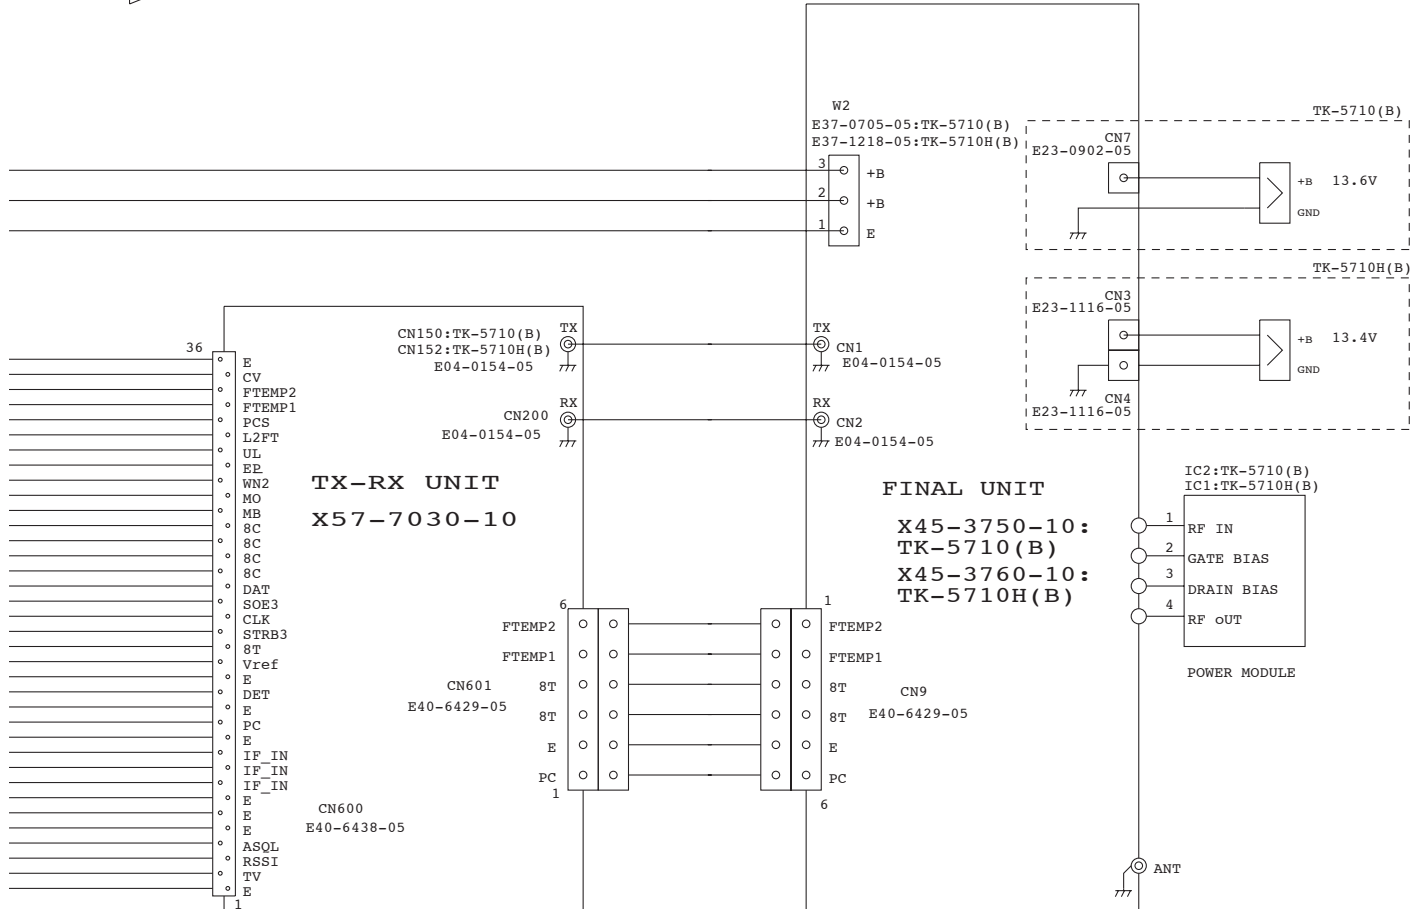 W2
E37-0705-05:TK-5710(B)
E37-1218-05:TK-5710H(B)
3
+B
2
+B
1
E
TK-5710(B)
CN7
E23-0902-05
+B 13.6V
GND
TK-5710H(B)
CN3
E23-1116-05
+B 13.4V
GND
CN4
E23-1116-05
CN150:TK-5710(B)
CN152:TK-5710H(B)
E04-0154-05
TX
TX
CN1
E04-0154-05
CN200
E04-0154-05
RX
RX
CN2
E04-0154-05
36
E
CV
FTEMP2
FTEMP1
PCS
L2FT
UL
EP
WN2
MO
MB
8C
8C
8C
8C
DAT
SOE3
CLK
STRB3
8T
Vref
E
DET
E
PC
E
IF_IN
IF_IN
IF_IN
E
E
E
ASQL
RSSI
TV
E
1
CN600
E40-6438-05
TX-RX UNIT
X57-7030-10
FINAL UNIT
X45-3750-10:
TK-5710(B)
X45-3760-10:
TK-5710H(B)
IC2:TK-5710(B)
IC1:TK-5710H(B)
1 RF IN
2 GATE BIAS
3 DRAIN BIAS
4 RF oUT
POWER MODULE
6
FTEMP2
FTEMP1
8T
8T
E
PC
1
CN601
E40-6429-05
1
FTEMP2
FTEMP1
8T
8T
E
PC
6
CN9
E40-6429-05
ANT